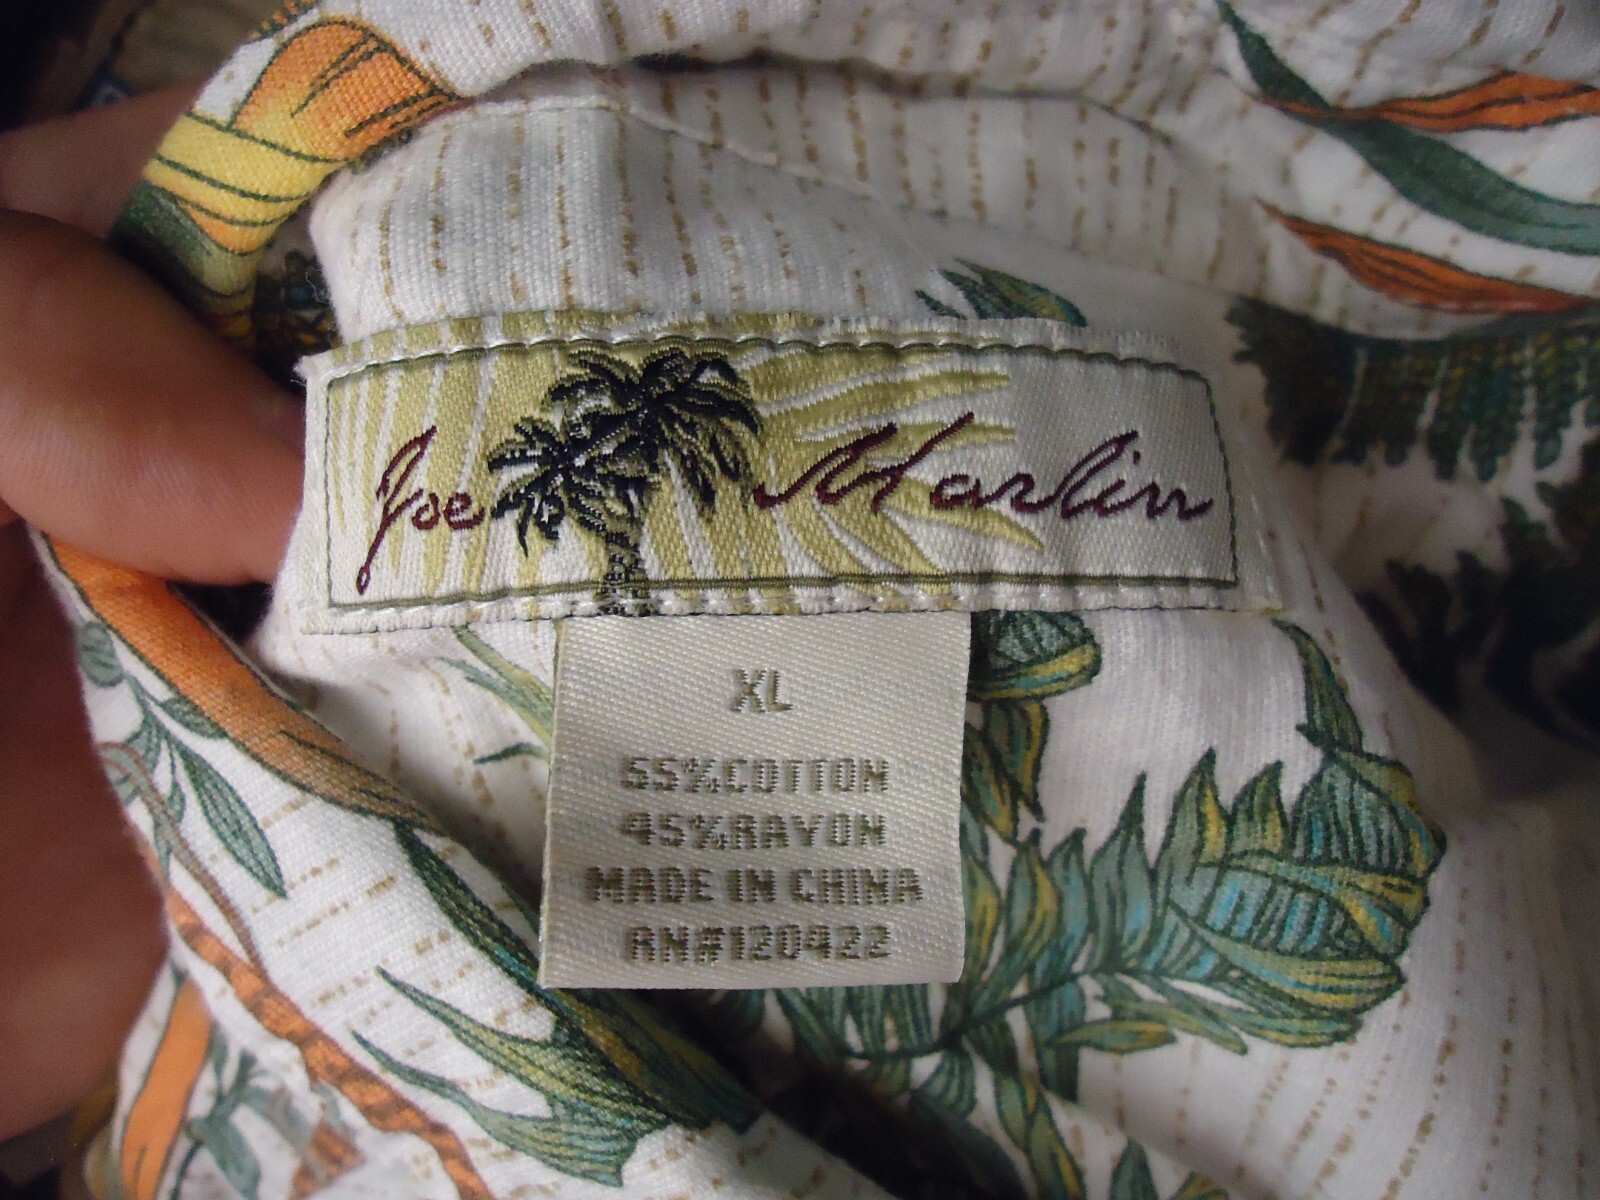 Joe Marlin
XL
55%COTTON
45%RAYON
MADE IN CHINA
RN#120422